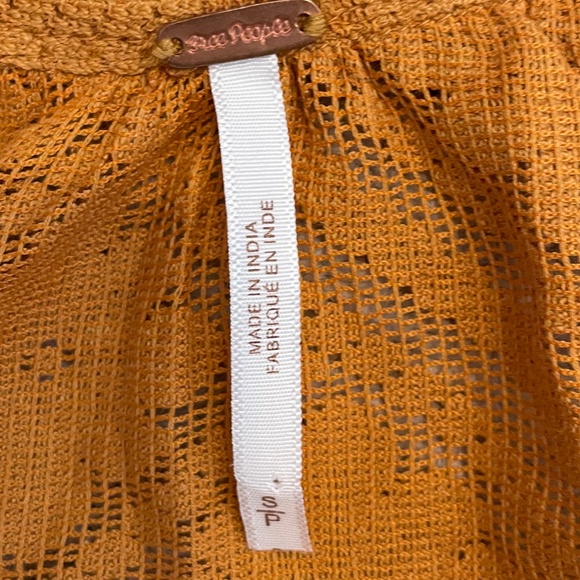 Free People
MADE IN INDIA
FABRIQUÉ EN INDE
P/S